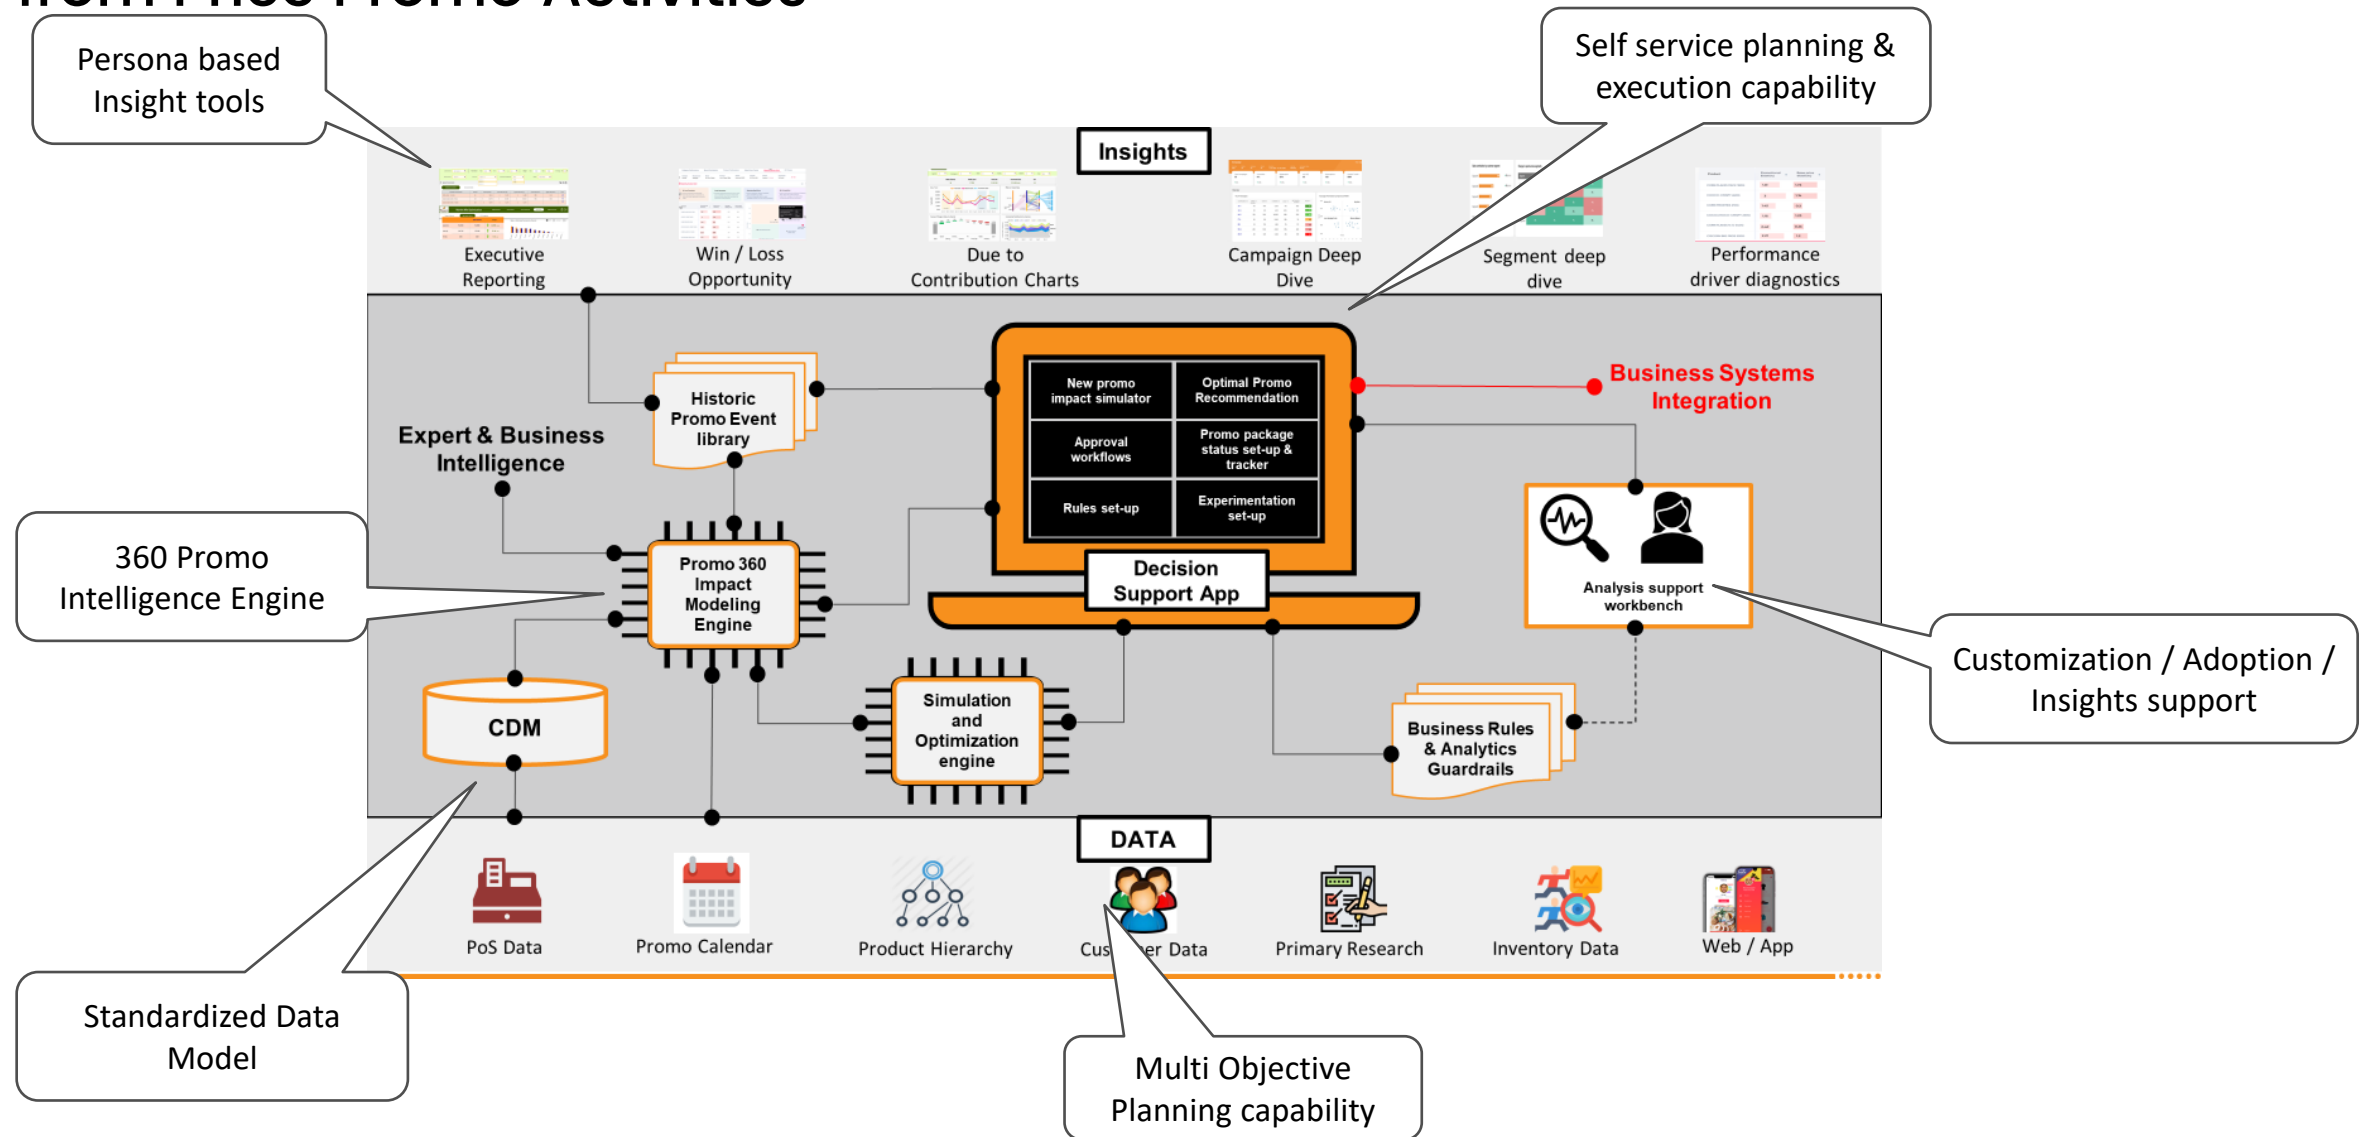 from Price Promo Activities
Persona based
Insight tools
Self service planning &
execution capability
Insights
Executive
Reporting
Win / Loss
Opportunity
Due to
Contribution Charts
Campaign Deep
Dive
Segment deep
dive
Performance
driver diagnostics
Historic
Promo Event
library
Expert & Business
Intelligence
New promo
impact simulator
Optimal Promo
Recommendation
Approval
workflows
Promo package
status set-up &
tracker
Rules set-up
Experimentation
set-up
Decision
Support App
Business Systems
Integration
360 Promo
Intelligence Engine
Promo 360
Impact
Modeling
Engine
Analysis support
workbench
Customization / Adoption /
Insights support
CDM
Simulation
and
Optimization
engine
Business Rules
& Analytics
Guardrails
DATA
PoS Data
Promo Calendar
Product Hierarchy
Customer Data
Primary Research
Inventory Data
Web / App
Standardized Data
Model
Multi Objective
Planning capability